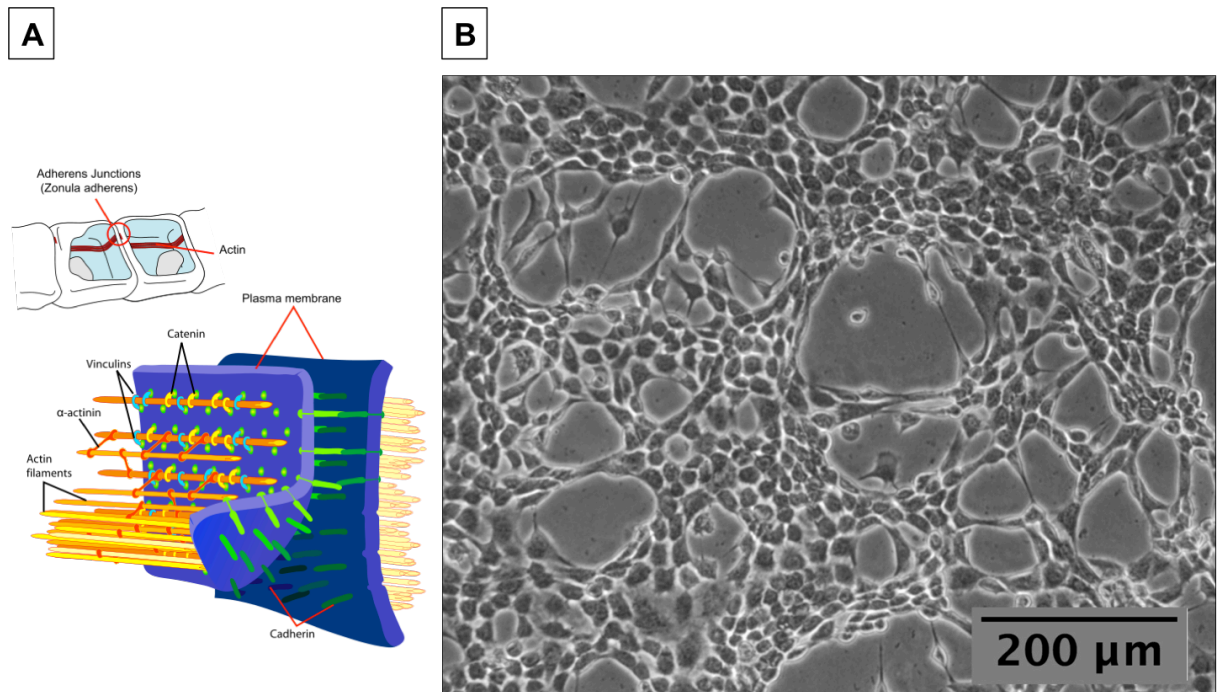 A
B
Adherens Junctions
(Zonula adherens)
Actin
Plasma membrane
Catenin
Vinculins
α-actinin
Actin
filaments
Cadherin
200 μm